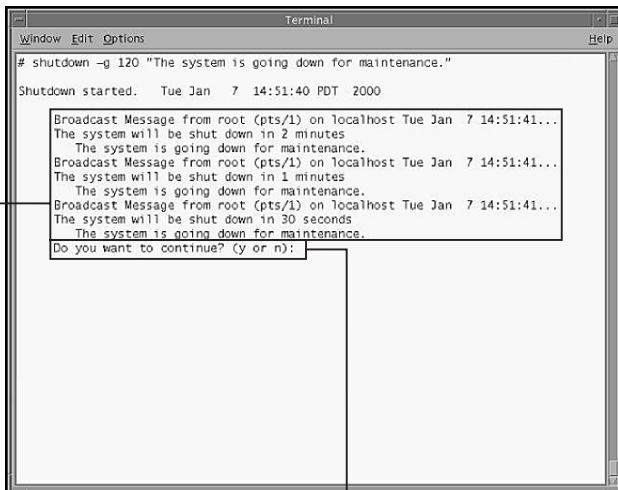 Terminal
Window Edit Options Help
# shutdown -g 120 "The system is going down for maintenance."
Shutdown started. Tue Jan 7 14:51:40 PDT 2000
Broadcast Message from root (pts/1) on localhost Tue Jan 7 14:51:41...
The system will be shut down in 2 minutes
The system is going down for maintenance.
Broadcast Message from root (pts/1) on localhost Tue Jan 7 14:51:41...
The system will be shut down in 1 minutes
The system is going down for maintenance.
Broadcast Message from root (pts/1) on localhost Tue Jan 7 14:51:41...
The system will be shut down in 30 seconds
The system is going down for maintenance.
Do you want to continue? (y or n):